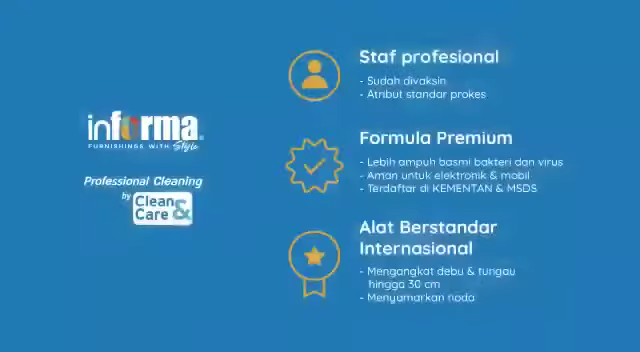 informa
FURNISHINGS WITH Style
Professional Cleaning
by Clean & Care
Staf profesional
- Sudah divaksin
- Atribut standar prokes
Formula Premium
- Lebih ampuh basmi bakteri dan virus
- Aman untuk elektronik & mobil
- Terdaftar di KEMENTAN & MSDS
Alat Berstandar
Internasional
- Mengangkat debu & tungau
hingga 30 cm
- Menyamarkan noda